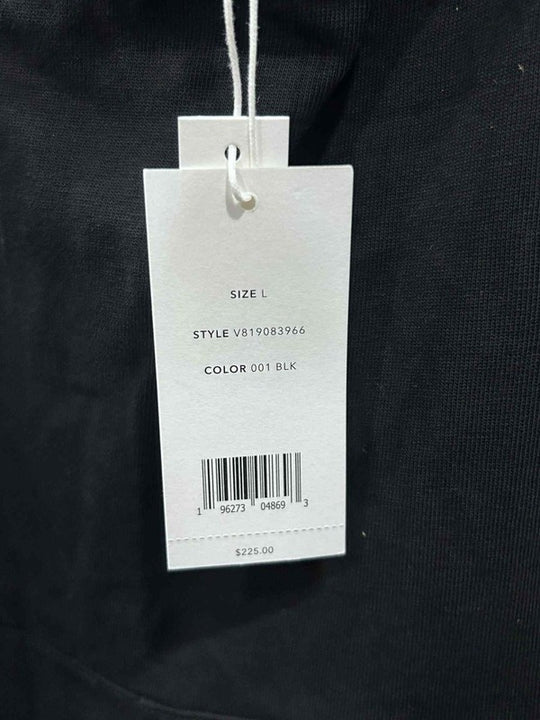 SIZE L
STYLE V819083966
COLOR 001 BLK
1 96273 04869 3
$225.00